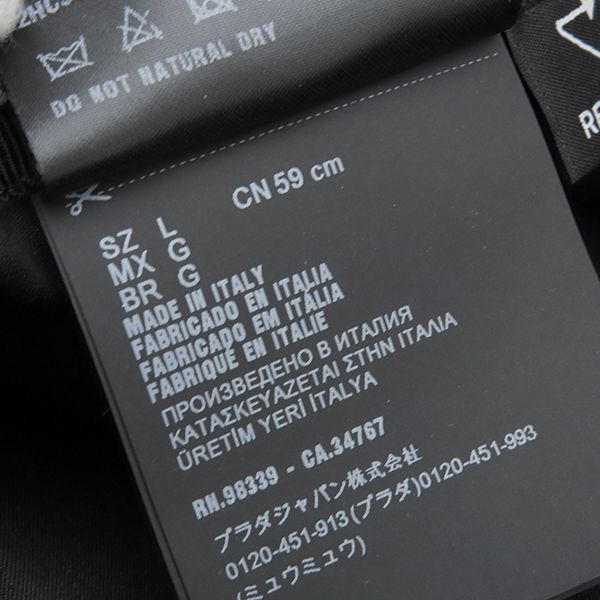 2HC
DO NOT NATURAL DRY
CN 59 cm
SZ L
MX G
BR G
MADE IN ITALY
FABRICADO EN ITALIA
FABRICADO EM ITÁLIA
FABRIQUÉ EN ITALIE
ПРОИЗВЕДЕНО В ИТАЛИЯ
ΚΑΤΑΣΚΕΥΑΖΕΤΑΙ ΣΤΗΝ ΙΤΑΛΙΑ
ÜRETİM YERİ İTALYA
RN.98339 - CA.34767
プラダジャパン株式会社
0120-451-913(プラダ)0120-451-993
(ミュウミュウ)